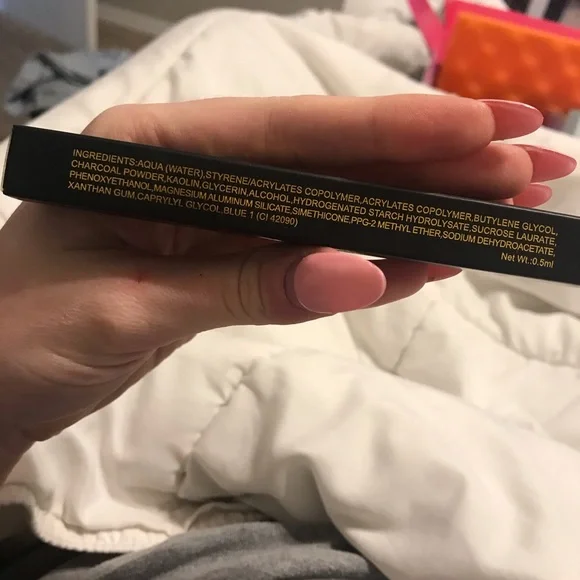 INGREDIENTS:AQUA (WATER),STYRENE/ACRYLATES COPOLYMER,ACRYLATES COPOLYMER,BUTYLENE GLYCOL,
CHARCOAL POWDER,KAOLIN,GLYCERIN,ALCOHOL,HYDROGENATED STARCH HYDROLYSATE,SUCROSE LAURATE,
PHENOXYETHANOL,MAGNESIUM ALUMINUM SILICATE,SIMETHICONE,PPG-2 METHYL ETHER,SODIUM DEHYDROACETATE,
XANTHAN GUM,CAPRYLYL GLYCOL,BLUE 1 (CI 42090)
Net Wt.:0.5ml